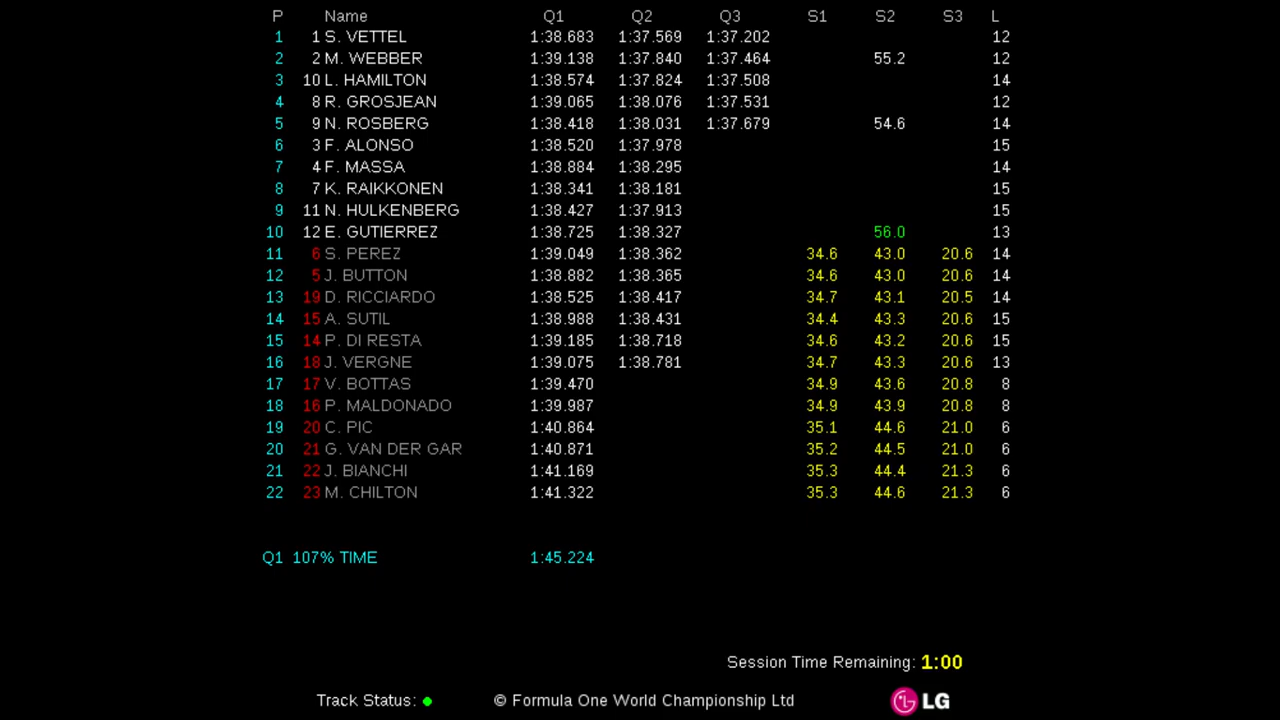 P Name Q1 Q2 Q3 S1 S2 S3 L
1 1 S. VETTEL 1:38.683 1:37.569 1:37.202 12
2 2 M. WEBBER 1:39.138 1:37.840 1:37.464 55.2 12
3 10 L. HAMILTON 1:38.574 1:37.824 1:37.508 14
4 8 R. GROSJEAN 1:39.065 1:38.076 1:37.531 12
5 9 N. ROSBERG 1:38.418 1:38.031 1:37.679 54.6 14
6 3 F. ALONSO 1:38.520 1:37.978 15
7 4 F. MASSA 1:38.884 1:38.295 14
8 7 K. RAIKKONEN 1:38.341 1:38.181 15
9 11 N. HULKENBERG 1:38.427 1:37.913 15
10 12 E. GUTIERREZ 1:38.725 1:38.327 56.0 13
11 6 S. PEREZ 1:39.049 1:38.362 34.6 43.0 20.6 14
12 5 J. BUTTON 1:38.882 1:38.365 34.6 43.0 20.6 14
13 19 D. RICCIARDO 1:38.525 1:38.417 34.7 43.1 20.5 14
14 15 A. SUTIL 1:38.988 1:38.431 34.4 43.3 20.6 15
15 14 P. DI RESTA 1:39.185 1:38.718 34.6 43.2 20.6 15
16 18 J. VERGNE 1:39.075 1:38.781 34.7 43.3 20.6 13
17 17 V. BOTTAS 1:39.470 34.9 43.6 20.8 8
18 16 P. MALDONADO 1:39.987 34.9 43.9 20.8 8
19 20 C. PIC 1:40.864 35.1 44.6 21.0 6
20 21 G. VAN DER GAR 1:40.871 35.2 44.5 21.0 6
21 22 J. BIANCHI 1:41.169 35.3 44.4 21.3 6
22 23 M. CHILTON 1:41.322 35.3 44.6 21.3 6
Q1 107% TIME 1:45.224
Session Time Remaining: 1:00
Track Status: © Formula One World Championship Ltd LG